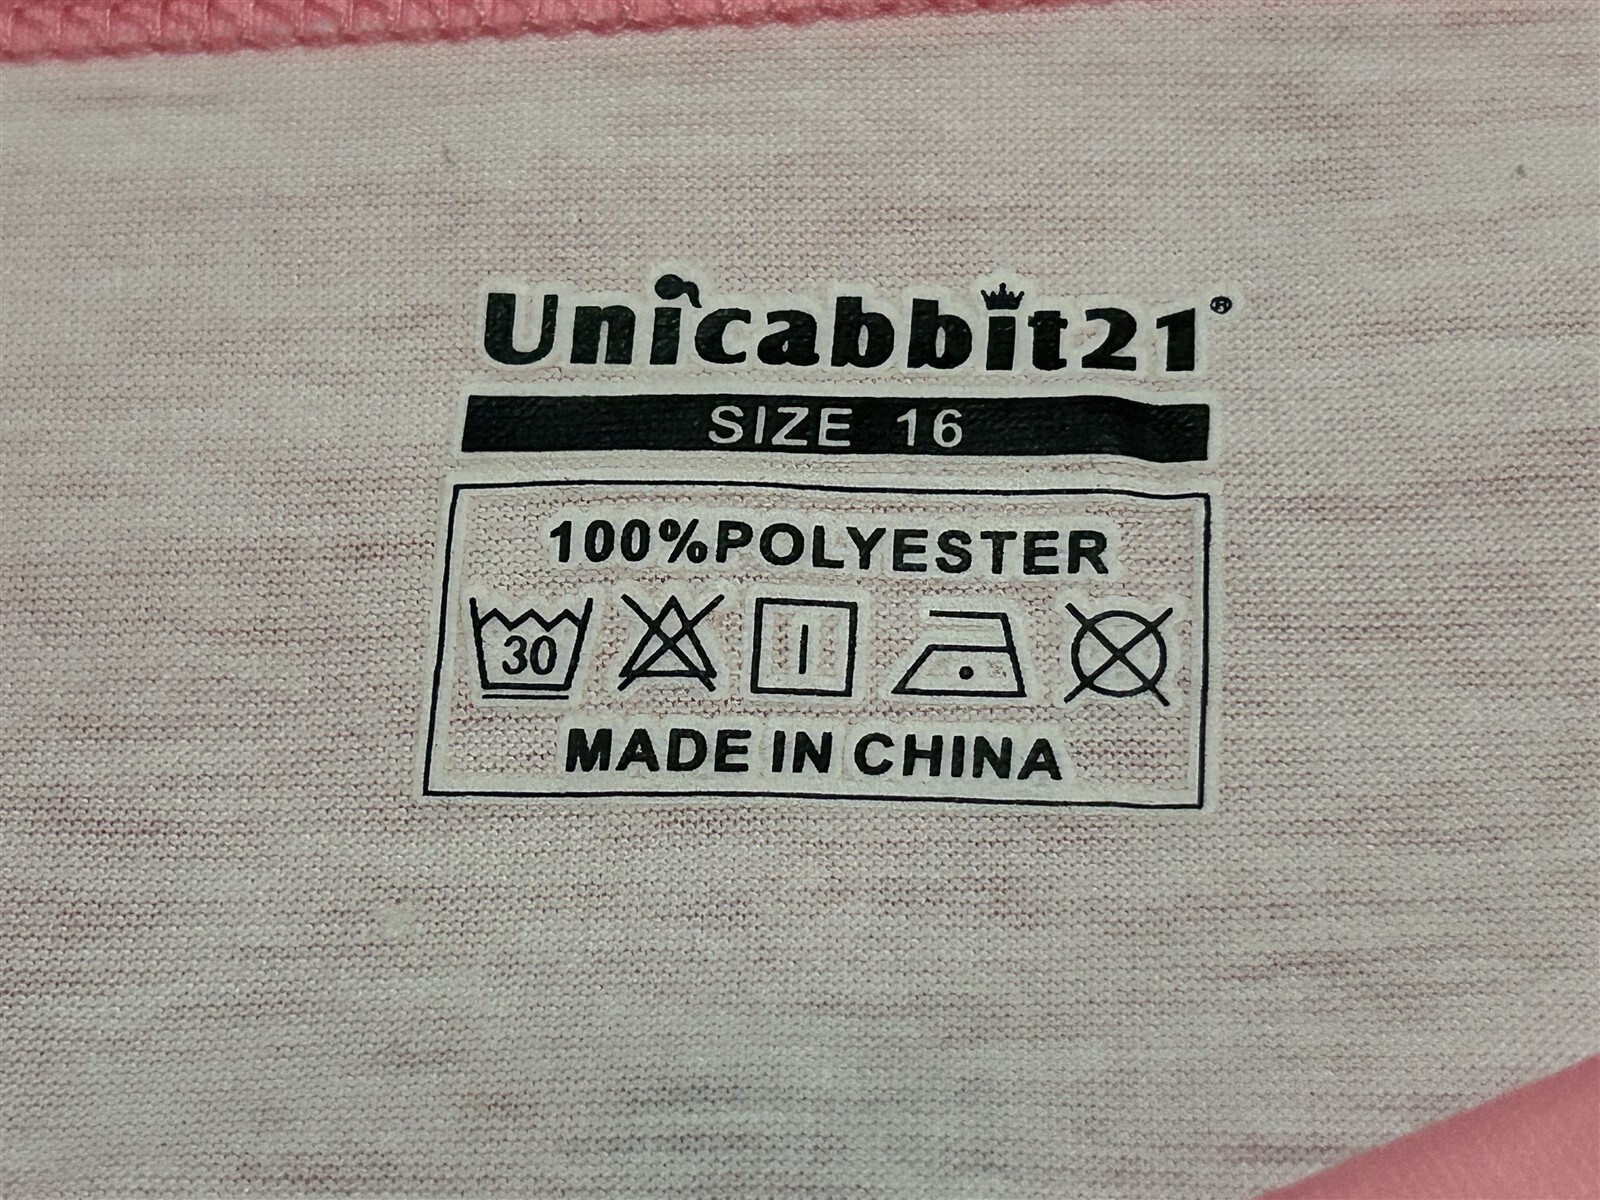 Unicabbit21®
SIZE 16
100%POLYESTER
30
MADE IN CHINA